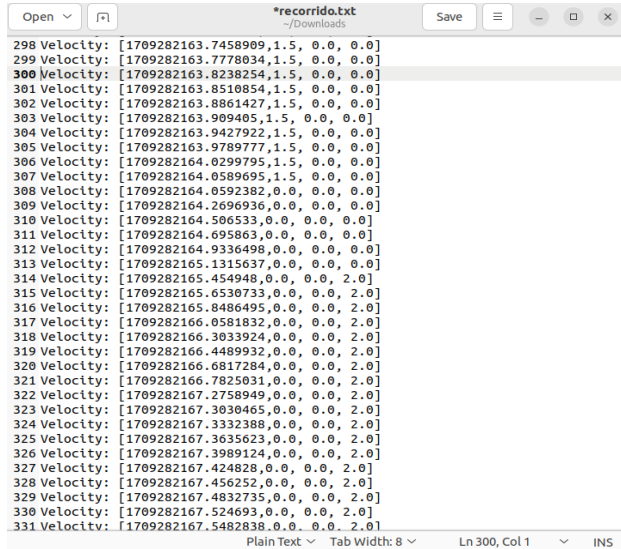 Open
*recorrido.txt
~/Downloads
Save
298 Velocity: [1709282163.7458909,1.5, 0.0, 0.0]
299 Velocity: [1709282163.7778034,1.5, 0.0, 0.0]
300 Velocity: [1709282163.8238254,1.5, 0.0, 0.0]
301 Velocity: [1709282163.8510854,1.5, 0.0, 0.0]
302 Velocity: [1709282163.8861427,1.5, 0.0, 0.0]
303 Velocity: [1709282163.909405,1.5, 0.0, 0.0]
304 Velocity: [1709282163.9427922,1.5, 0.0, 0.0]
305 Velocity: [1709282163.9789777,1.5, 0.0, 0.0]
306 Velocity: [1709282164.0299795,1.5, 0.0, 0.0]
307 Velocity: [1709282164.0589695,1.5, 0.0, 0.0]
308 Velocity: [1709282164.0592382,0.0, 0.0, 0.0]
309 Velocity: [1709282164.2696936,0.0, 0.0, 0.0]
310 Velocity: [1709282164.506533,0.0, 0.0, 0.0]
311 Velocity: [1709282164.695863,0.0, 0.0, 0.0]
312 Velocity: [1709282164.9336498,0.0, 0.0, 0.0]
313 Velocity: [1709282165.1315637,0.0, 0.0, 0.0]
314 Velocity: [1709282165.454948,0.0, 0.0, 2.0]
315 Velocity: [1709282165.6530733,0.0, 0.0, 2.0]
316 Velocity: [1709282165.8486495,0.0, 0.0, 2.0]
317 Velocity: [1709282166.0581832,0.0, 0.0, 2.0]
318 Velocity: [1709282166.3033924,0.0, 0.0, 2.0]
319 Velocity: [1709282166.4489932,0.0, 0.0, 2.0]
320 Velocity: [1709282166.6817284,0.0, 0.0, 2.0]
321 Velocity: [1709282166.7825031,0.0, 0.0, 2.0]
322 Velocity: [1709282167.2758949,0.0, 0.0, 2.0]
323 Velocity: [1709282167.3030465,0.0, 0.0, 2.0]
324 Velocity: [1709282167.3332388,0.0, 0.0, 2.0]
325 Velocity: [1709282167.3635623,0.0, 0.0, 2.0]
326 Velocity: [1709282167.3989124,0.0, 0.0, 2.0]
327 Velocity: [1709282167.424828,0.0, 0.0, 2.0]
328 Velocity: [1709282167.456252,0.0, 0.0, 2.0]
329 Velocity: [1709282167.4832735,0.0, 0.0, 2.0]
330 Velocity: [1709282167.524693,0.0, 0.0, 2.0]
331 Velocity: [1709282167.5482838,0.0, 0.0, 2.0]
Plain Text Tab Width: 8 Ln 300, Col 1 INS